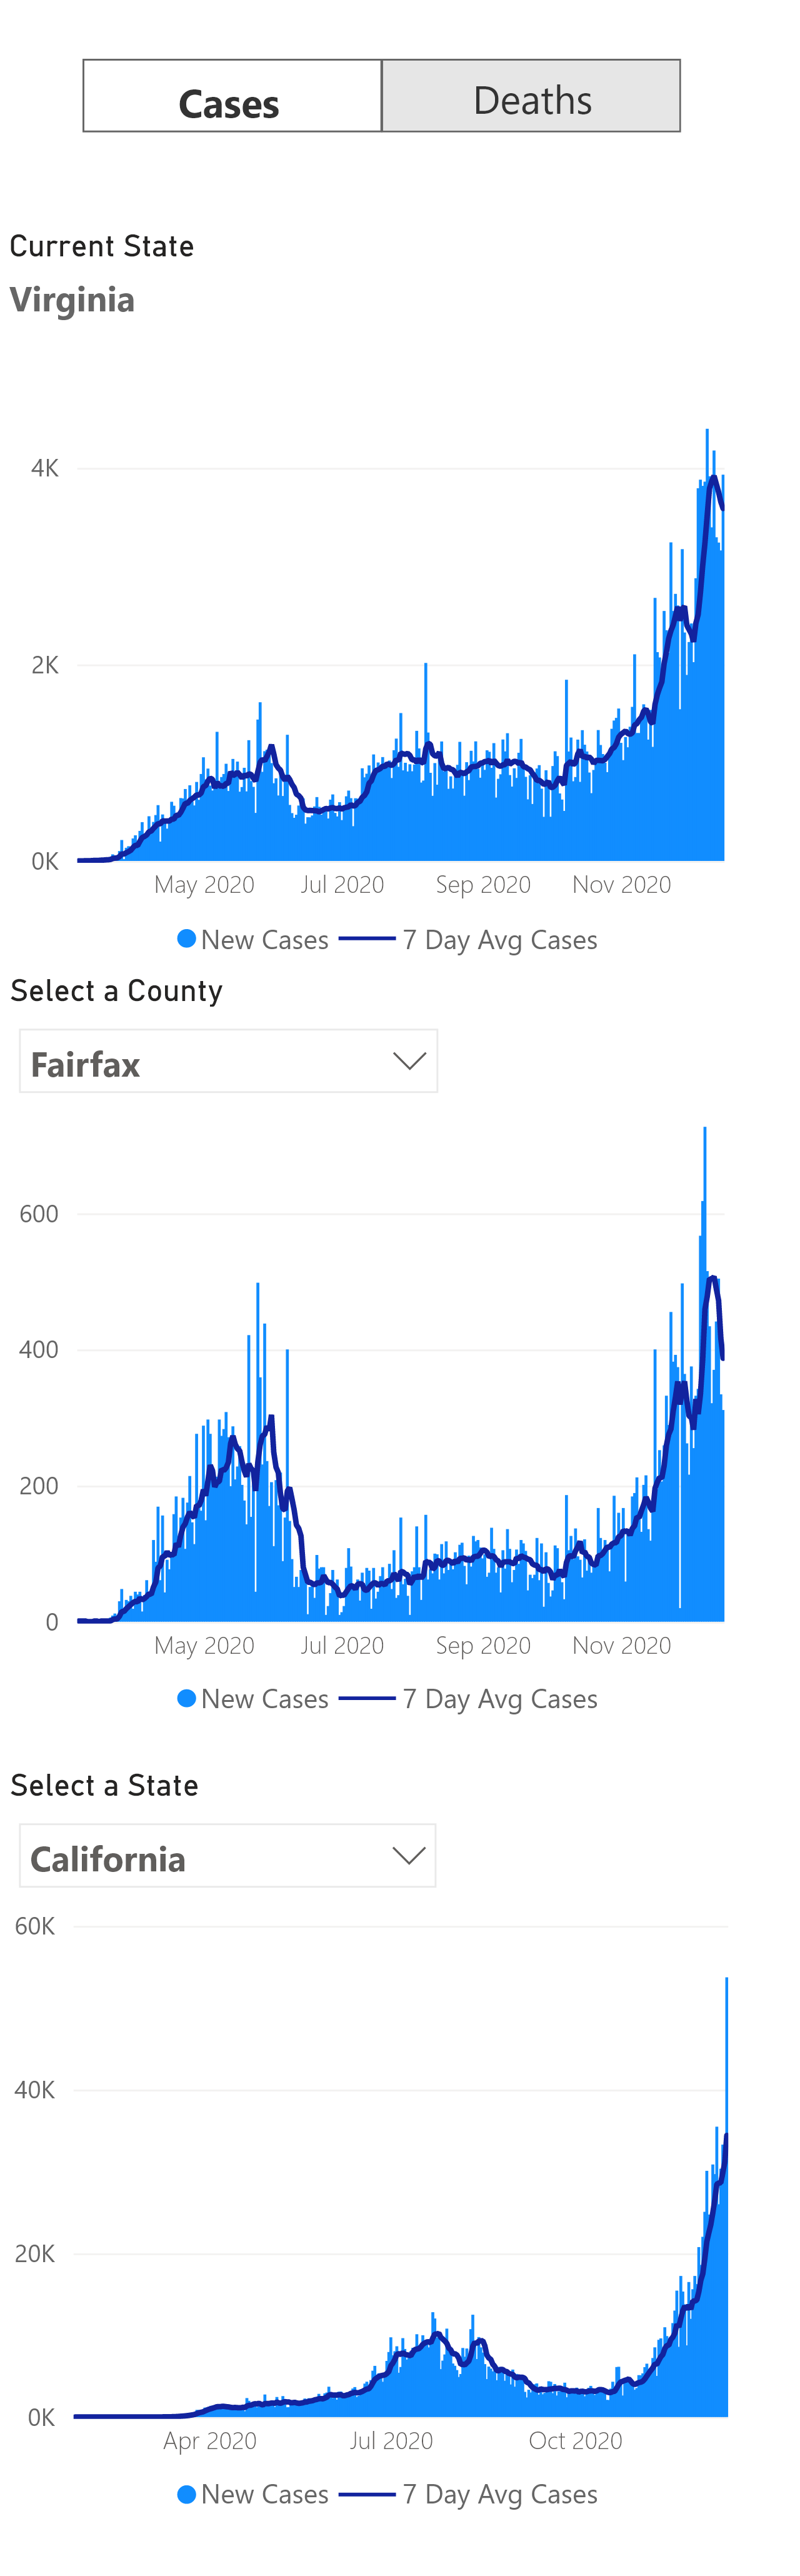 Cases Deaths
Current State
Virginia
4K
2K
0K
May 2020 Jul 2020 Sep 2020 Nov 2020
New Cases 7 Day Avg Cases
Select a County
Fairfax
600
400
200
0
May 2020 Jul 2020 Sep 2020 Nov 2020
New Cases 7 Day Avg Cases
Select a State
California
60K
40K
20K
0K
Apr 2020 Jul 2020 Oct 2020
New Cases 7 Day Avg Cases